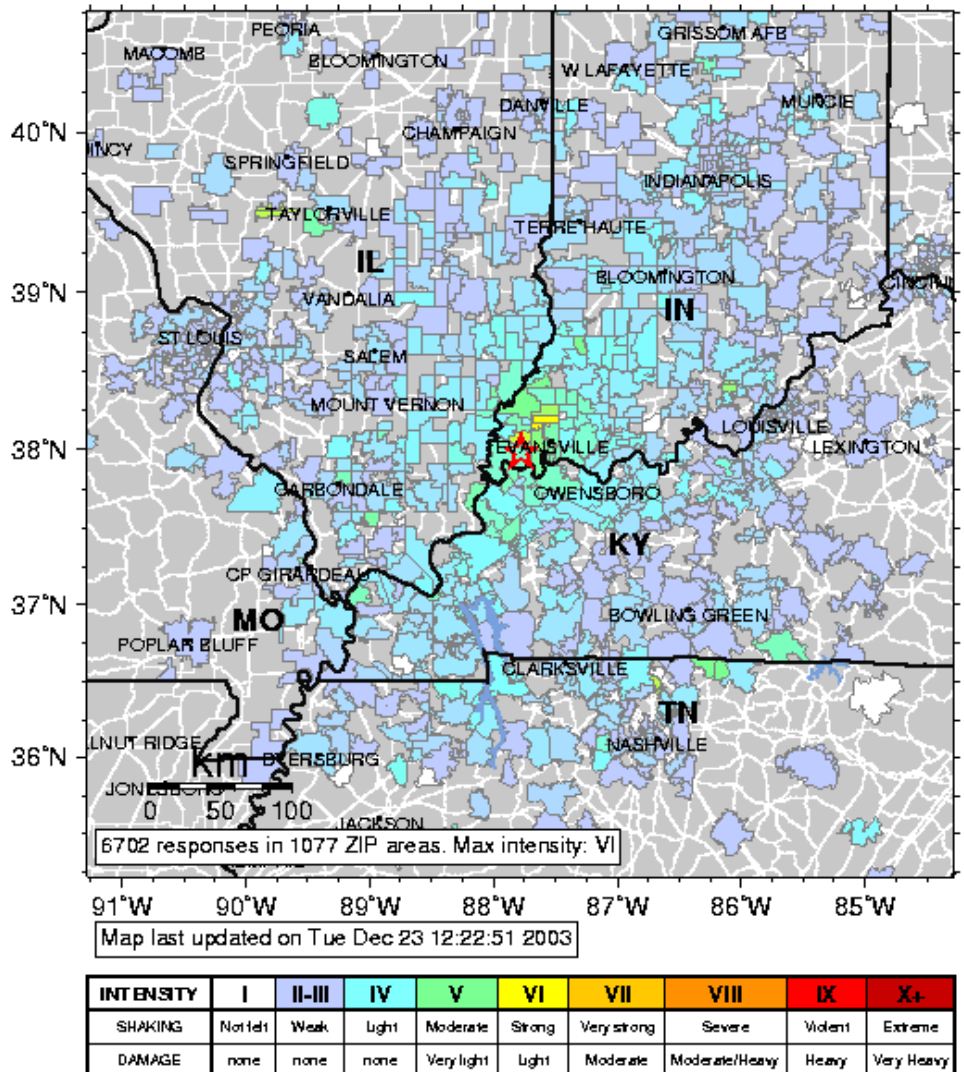 PEORIA
GRISSOM AFB
MACOMB
BLOOMINGTON
W LAFAYETTE
DANVILLE
MUNCIE
40°N
CHAMPAIGN
INCY
SPRINGFIELD
INDIANAPOLIS
TAYLORVILLE
TERRE HAUTE
IL
BLOOMINGTON
39°N
VANDALIA
IN
CINCINN
ST LOUIS
SALEM
MOUNT VERNON
LOUISVILLE
38°N
EVANSVILLE
LEXINGTON
CARBONDALE
OWENSBORO
KY
CP GIRARDEAU
37°N
MO
BOWLING GREEN
POPLAR BLUFF
CLARKSVILLE
TN
LNUT RIDGE
NASHVILLE
36°N
km
DYERSBURG
JONESBORO
0 50 100
JACKSON
6702 responses in 1077 ZIP areas. Max intensity: VI
91°W 90°W 89°W 88°W 87°W 86°W 85°W
Map last updated on Tue Dec 23 12:22:51 2003
INTENSITY I II-III IV V VI VII VIII IX X+
SHAKING Not felt Weak Light Moderate Strong Very strong Severe Violent Extreme
DAMAGE none none none Very light Light Moderate Moderate/Heavy Heavy Very Heavy